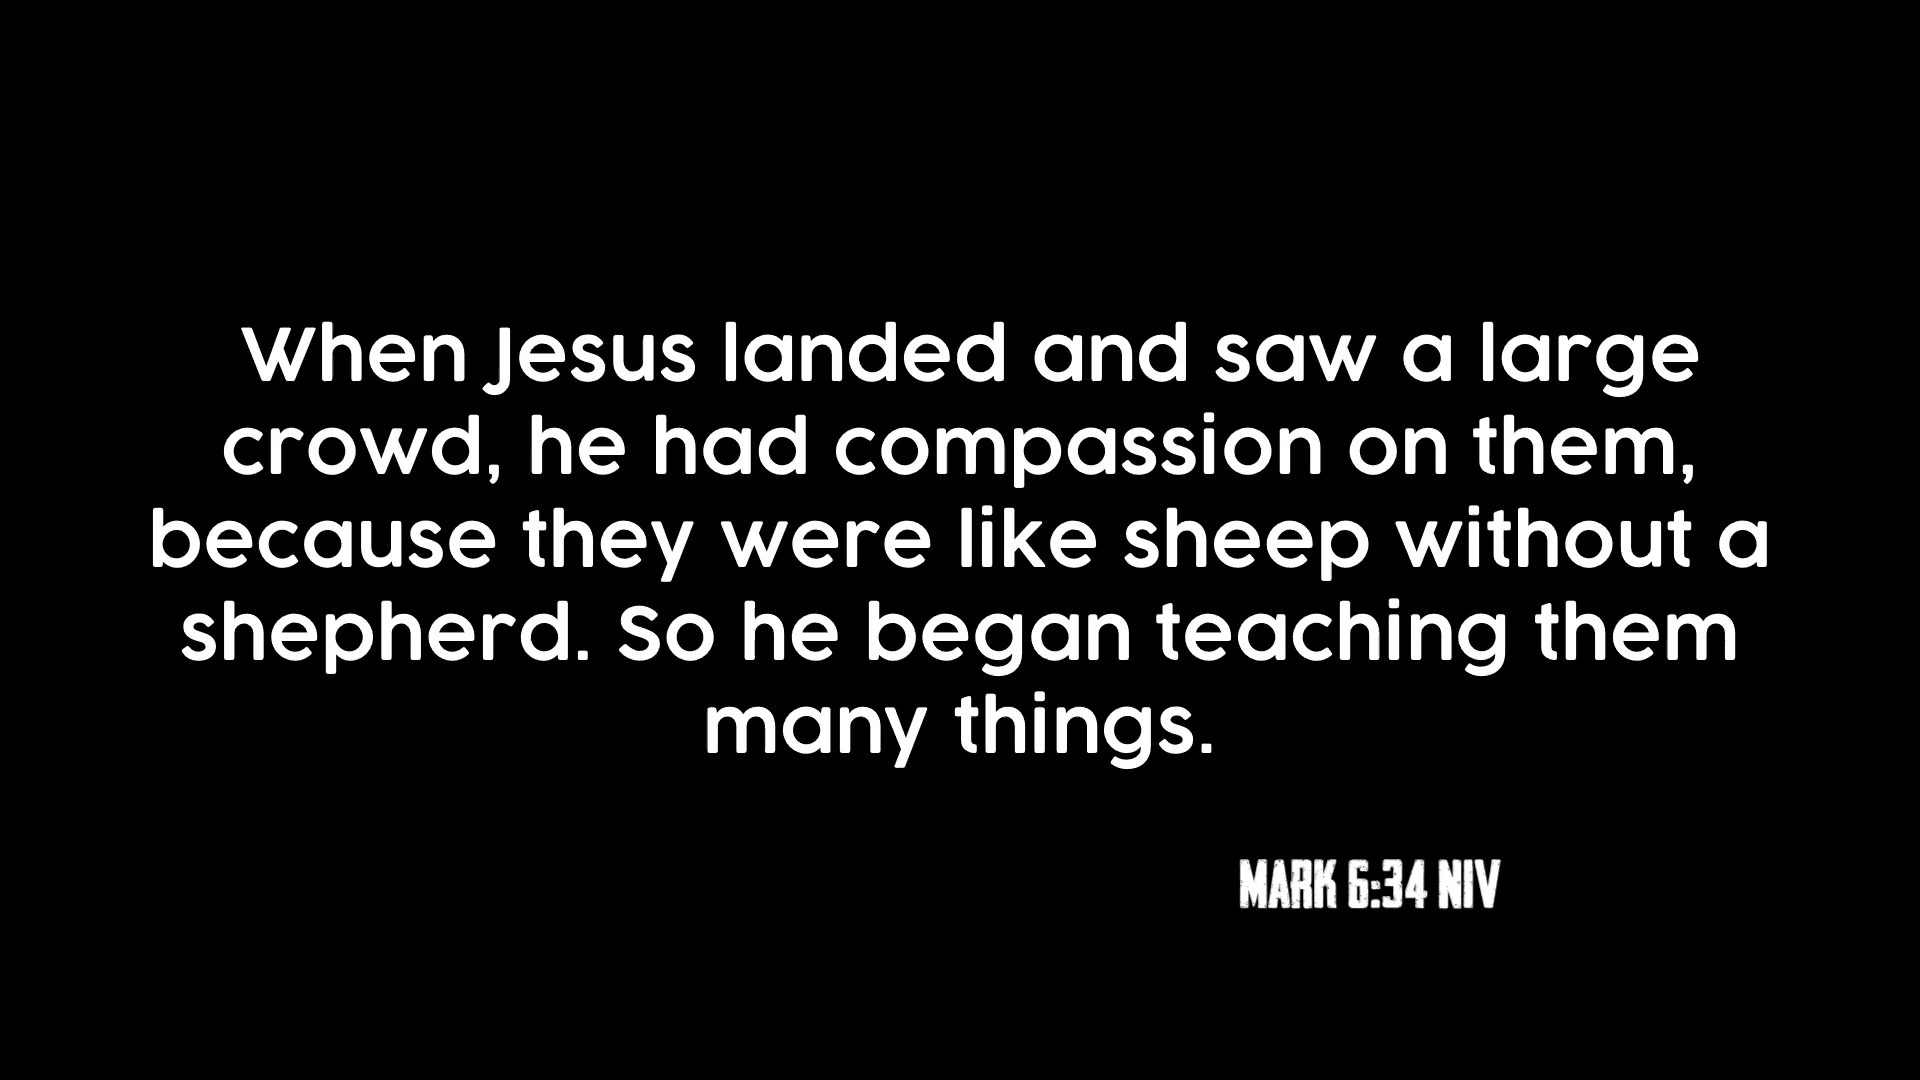 When Jesus landed and saw a large
crowd, he had compassion on them,
because they were like sheep without a
shepherd. So he began teaching them
many things.
MARK 6:34 NIV